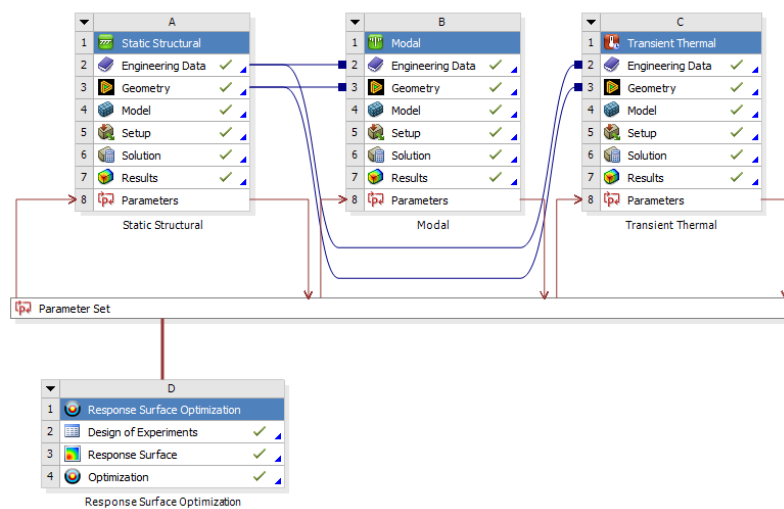 A
1 Static Structural
2 Engineering Data
3 Geometry
4 Model
5 Setup
6 Solution
7 Results
8 Parameters
Static Structural
B
1 Modal
2 Engineering Data
3 Geometry
4 Model
5 Setup
6 Solution
7 Results
8 Parameters
Modal
C
1 Transient Thermal
2 Engineering Data
3 Geometry
4 Model
5 Setup
6 Solution
7 Results
8 Parameters
Transient Thermal
Parameter Set
D
1 Response Surface Optimization
2 Design of Experiments
3 Response Surface
4 Optimization
Response Surface Optimization